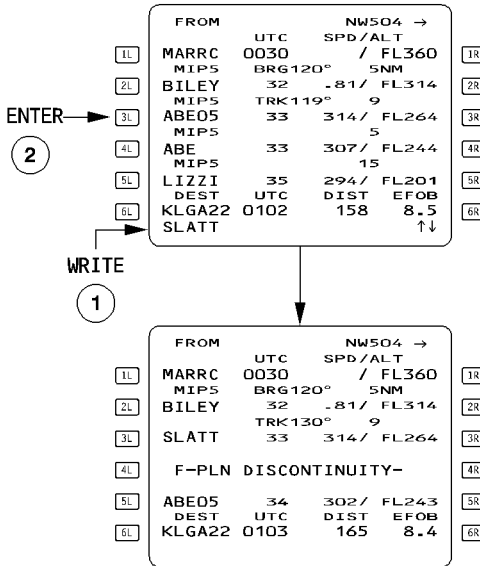 FROM NW504 →
UTC SPD/ALT
1L MARRC 0030 / FL360 1R
MIP5 BRG120° 5NM
2L BILEY 32 .81/ FL314 2R
MIP5 TRK119° 9
ENTER 3L ABE05 33 314/ FL264 3R
MIP5 5
2 4L ABE 33 307/ FL244 4R
MIP5 15
5L LIZZI 35 294/ FL201 5R
DEST UTC DIST EFOB
6L KLGA22 0102 158 8.5 6R
SLATT ↑↓
WRITE
1
FROM NW504 →
UTC SPD/ALT
1L MARRC 0030 / FL360 1R
MIP5 BRG120° 5NM
2L BILEY 32 .81/ FL314 2R
TRK130° 9
3L SLATT 33 314/ FL264 3R
4L F-PLN DISCONTINUITY- 4R
5L ABE05 34 302/ FL243 5R
DEST UTC DIST EFOB
6L KLGA22 0103 165 8.4 6R